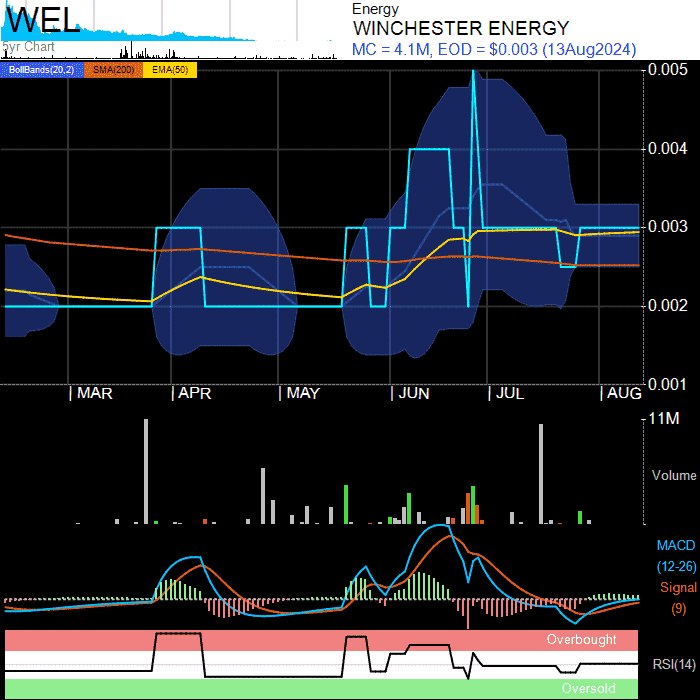 WEL
5yr Chart
Energy
WINCHESTER ENERGY
MC = 4.1M, EOD = $0.003 (13Aug2024)
BollBands(20,2) SMA(200) EMA(50)
0.005
0.004
0.003
0.002
0.001
MAR APR MAY JUN JUL AUG
11M
Volume
MACD
(12-26)
Signal
(9)
Overbought
RSI(14)
Oversold